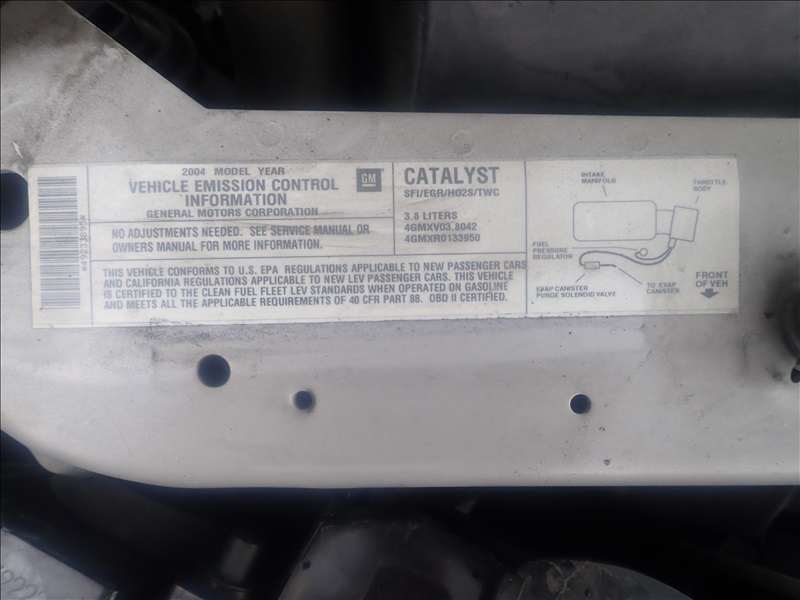 2004 MODEL YEAR
VEHICLE EMISSION CONTROL
INFORMATION
GENERAL MOTORS CORPORATION
GM
NO ADJUSTMENTS NEEDED. SEE SERVICE MANUAL OR
OWNERS MANUAL FOR MORE INFORMATION.
CATALYST
SFI/EGR/HO2S/TWC
3.8 LITERS
4GMXV03.8042
4GMXR0133950
THIS VEHICLE CONFORMS TO U.S. EPA REGULATIONS APPLICABLE TO NEW PASSENGER CARS
AND CALIFORNIA REGULATIONS APPLICABLE TO NEW LEV PASSENGER CARS. THIS VEHICLE
IS CERTIFIED TO THE CLEAN FUEL FLEET LEV STANDARDS WHEN OPERATED ON GASOLINE
AND MEETS ALL THE APPLICABLE REQUIREMENTS OF 40 CFR PART 88. OBD II CERTIFIED.
INTAKE
MANIFOLD
THROTTLE
BODY
FUEL
PRESSURE
REGULATOR
EVAP CANISTER
PURGE SOLENOID VALVE
TO EVAP
CANISTER
FRONT
OF VEH